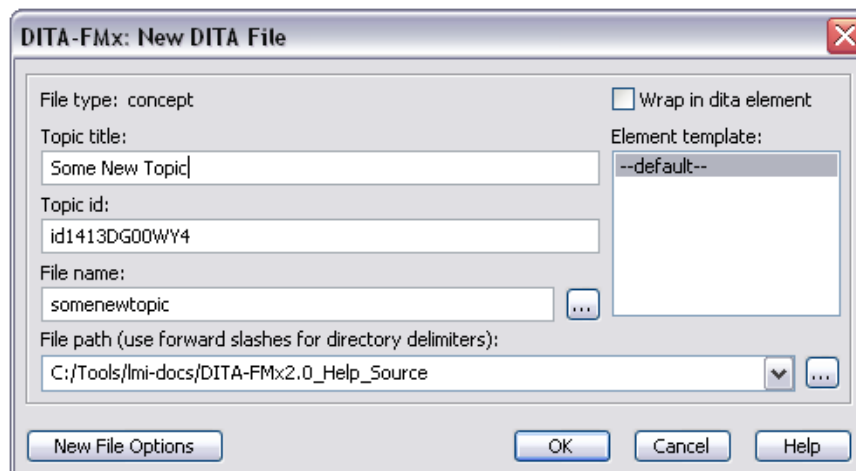 DITA-FMx: New DITA File
File type: concept
Wrap in dita element
Topic title:
Element template:
Some New Topic
--default--
Topic id:
id1413DG00WY4
File name:
somenewtopic
...
File path (use forward slashes for directory delimiters):
C:/Tools/lmi-docs/DITA-FMx2.0_Help_Source
...
New File Options
OK
Cancel
Help